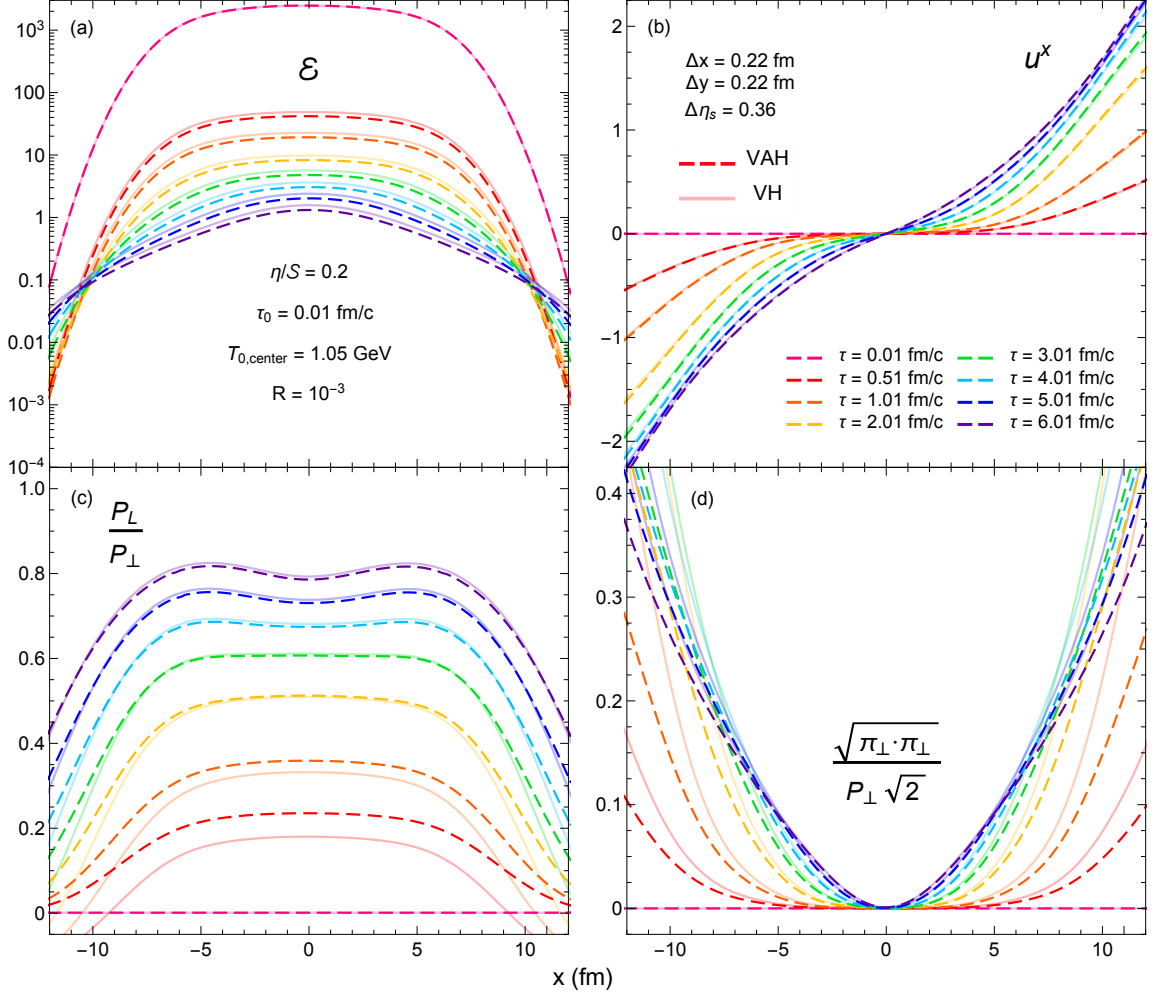 (a)
ℰ
10³
100
10
1
0.1
0.01
10⁻³
10⁻⁴
η/𝒮 = 0.2
τ₀ = 0.01 fm/c
T₀,center = 1.05 GeV
R = 10⁻³
(b)
uˣ
Δx = 0.22 fm
Δy = 0.22 fm
Δηₛ = 0.36
VAH
VH
2
1
0
−1
−2
τ = 0.01 fm/c τ = 3.01 fm/c
τ = 0.51 fm/c τ = 4.01 fm/c
τ = 1.01 fm/c τ = 5.01 fm/c
τ = 2.01 fm/c τ = 6.01 fm/c
(c)
P_L
P_⊥
1.0
0.8
0.6
0.4
0.2
0
−10 −5 0 5 10
(d)
0.4
0.3
0.2
0.1
0
√π_⊥·π_⊥
P_⊥ √2
−10 −5 0 5 10
x (fm)